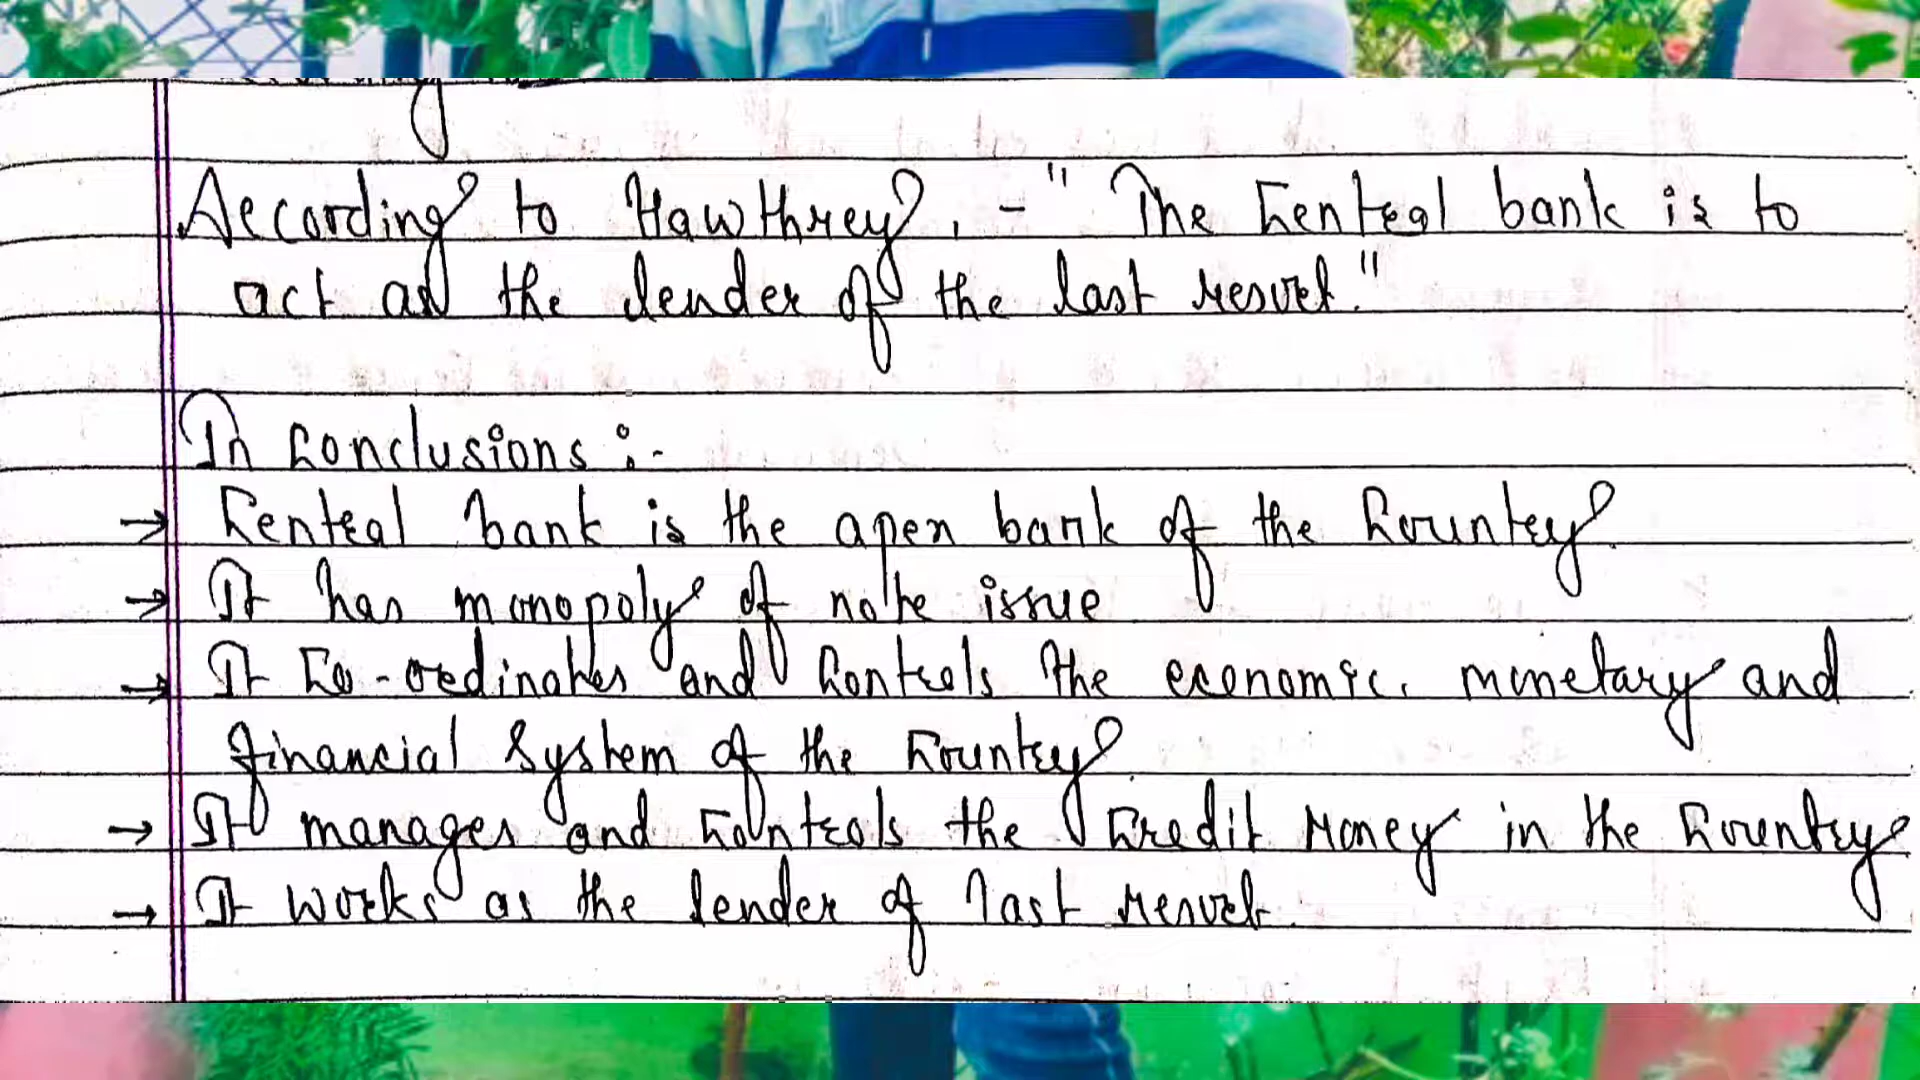 According to Hawthrey, - "The Central bank is to
act as the lender of the last resort."
In Conclusions :-
→ Central bank is the apex bank of the Country.
→ It has monopoly of note issue
→ It Co-ordinates and Controls the economic, monetary and
financial System of the Country.
→ It manages and Controls the Credit Money in the Country
→ It works as the lender of last resort.